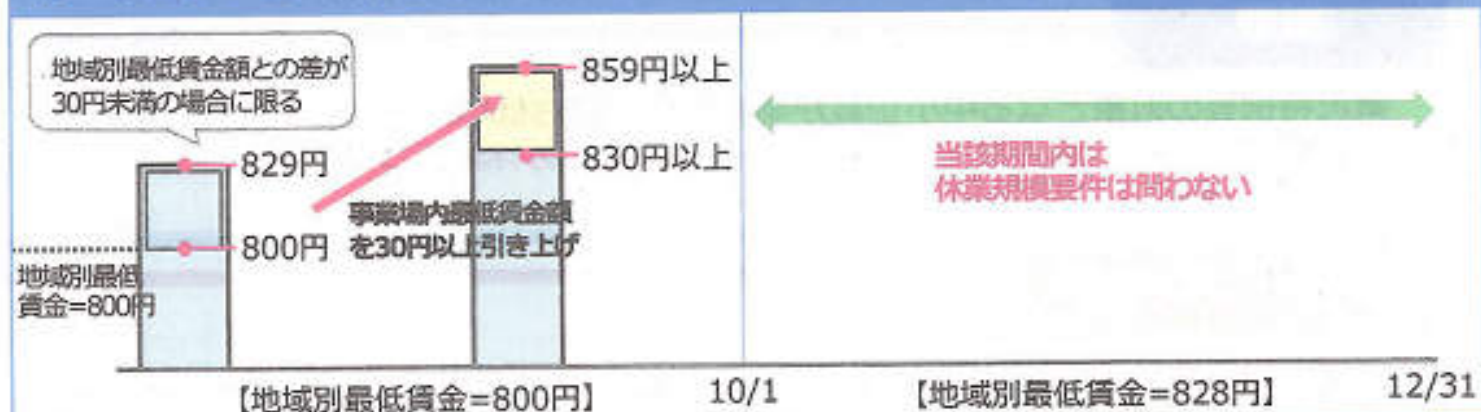 地域別最低賃金額との差が
30円未満の場合に限る
859円以上
830円以上
829円
800円
事業場内最低賃金額
を30円以上引き上げ
地域別最低
賃金=800円
当該期間内は
休業規模要件は問わない
【地域別最低賃金=800円】
10/1
【地域別最低賃金=828円】
12/31